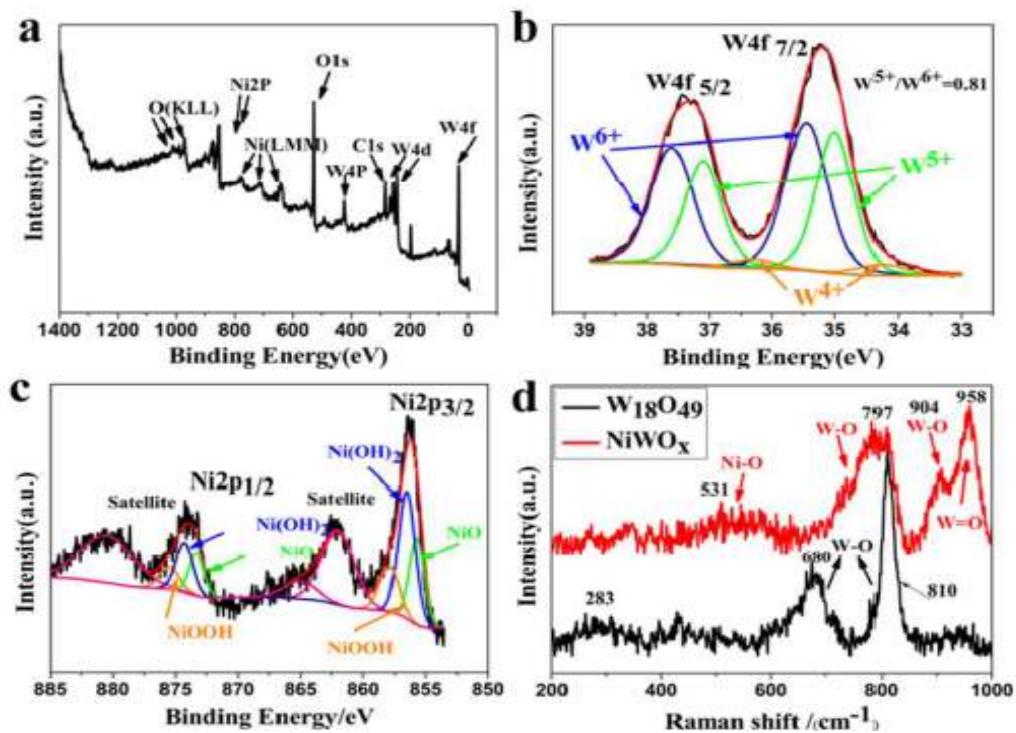 a
O1s
Ni2P
O(KLL)
Ni(LMM)
W4P
C1s
W4d
W4f
Intensity (a.u.)
1400 1200 1000 800 600 400 200 0
Binding Energy(eV)
b
W4f 7/2
W4f 5/2
W5+/W6+=0.81
W6+
W5+
W4+
Intensity(a.u.)
39 38 37 36 35 34 33
Binding Energy(eV)
c
Ni2p3/2
Ni(OH)2
Ni2p1/2
Satellite
Satellite
Ni(OH)2
NiO
NiO
NiOOH
NiOOH
Intensity(a.u.)
885 880 875 870 865 860 855 850
Binding Energy/eV
d
W18O49
NiWOx
797
904
958
W-O
W-O
Ni-O
531
W=O
680
W-O
810
283
Intensity(a.u.)
200 400 600 800 1000
Raman shift /(cm-1)